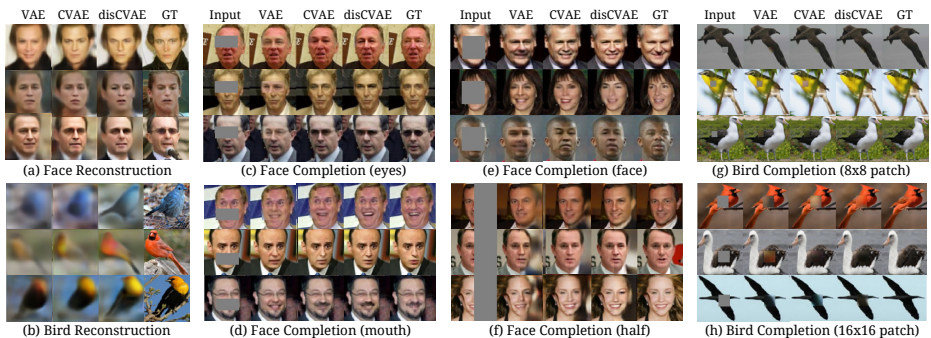 VAE CVAE disCVAE GT
(a) Face Reconstruction
(b) Bird Reconstruction
Input VAE CVAE disCVAE GT
(c) Face Completion (eyes)
(d) Face Completion (mouth)
Input VAE CVAE disCVAE GT
(e) Face Completion (face)
(f) Face Completion (half)
Input VAE CVAE disCVAE GT
(g) Bird Completion (8x8 patch)
(h) Bird Completion (16x16 patch)